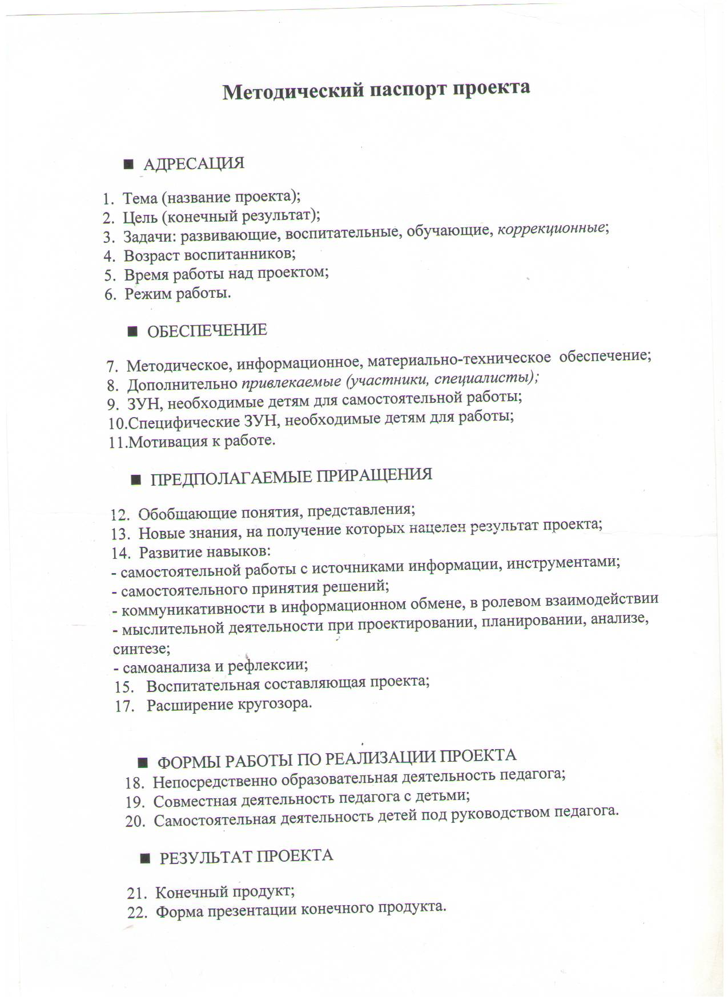 Методический паспорт проекта
■ АДРЕСАЦИЯ
1. Тема (название проекта);
2. Цель (конечный результат);
3. Задачи: развивающие, воспитательные, обучающие, коррекционные;
4. Возраст воспитанников;
5. Время работы над проектом;
6. Режим работы.
■ ОБЕСПЕЧЕНИЕ
7. Методическое, информационное, материально-техническое обеспечение;
8. Дополнительно привлекаемые (участники, специалисты);
9. ЗУН, необходимые детям для самостоятельной работы;
10.Специфические ЗУН, необходимые детям для работы;
11.Мотивация к работе.
■ ПРЕДПОЛАГАЕМЫЕ ПРИРАЩЕНИЯ
12. Обобщающие понятия, представления;
13. Новые знания, на получение которых нацелен результат проекта;
14. Развитие навыков:
- самостоятельной работы с источниками информации, инструментами;
- самостоятельного принятия решений;
- коммуникативности в информационном обмене, в ролевом взаимодействии
- мыслительной деятельности при проектировании, планировании, анализе,
синтезе;
- самоанализа и рефлексии;
15. Воспитательная составляющая проекта;
17. Расширение кругозора.
■ ФОРМЫ РАБОТЫ ПО РЕАЛИЗАЦИИ ПРОЕКТА
18. Непосредственно образовательная деятельность педагога;
19. Совместная деятельность педагога с детьми;
20. Самостоятельная деятельность детей под руководством педагога.
■ РЕЗУЛЬТАТ ПРОЕКТА
21. Конечный продукт;
22. Форма презентации конечного продукта.